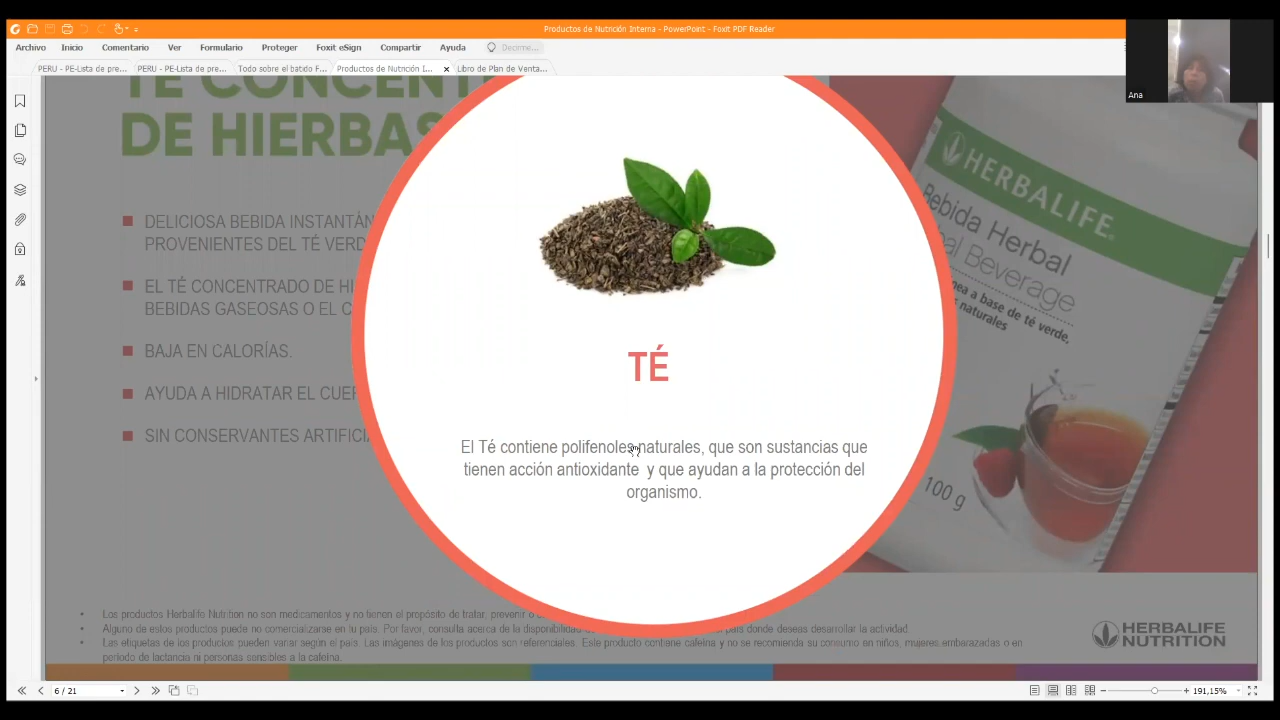 Productos de Nutrición Interna - PowerPoint - Foxit PDF Reader
Archivo Inicio Comentario Ver Formulario Proteger Foxit eSign Compartir Ayuda Decirme...
PERU - PE-Lista de pre... PERU - PE-Lista de pre... Todo sobre el batido F... Productos de Nutrición I... Libro de Plan de Venta...
Ana
TÉ CONCENT
DE HIERBAS
DELICIOSA BEBIDA INSTANTÁN
PROVENIENTES DEL TÉ VERD
EL TÉ CONCENTRADO DE HI
BEBIDAS GASEOSAS O EL C
BAJA EN CALORÍAS.
AYUDA A HIDRATAR EL CUER
SIN CONSERVANTES ARTIFICIA
TÉ
El Té contiene polifenoles naturales, que son sustancias que
tienen acción antioxidante y que ayudan a la protección del
organismo.
HERBALIFE
Bebida Herbal
Beverage
a base de té verde,
naturales
100 g
Los productos Herbalife Nutrition no son medicamentos y no tienen el propósito de tratar, prevenir o
Alguno de estos productos puede no comercializarse en tu país. Por favor, consulta acerca de la disponibilidad país donde deseas desarrollar la actividad.
Las etiquetas de los productos pueden variar según el país. Las imágenes de los productos son referenciales. Este producto contiene cafeína y no se recomienda su consumo en niños, mujeres embarazadas o en
periodo de lactancia ni personas sensibles a la cafeína.
HERBALIFE
NUTRITION
6 / 21
191,15%